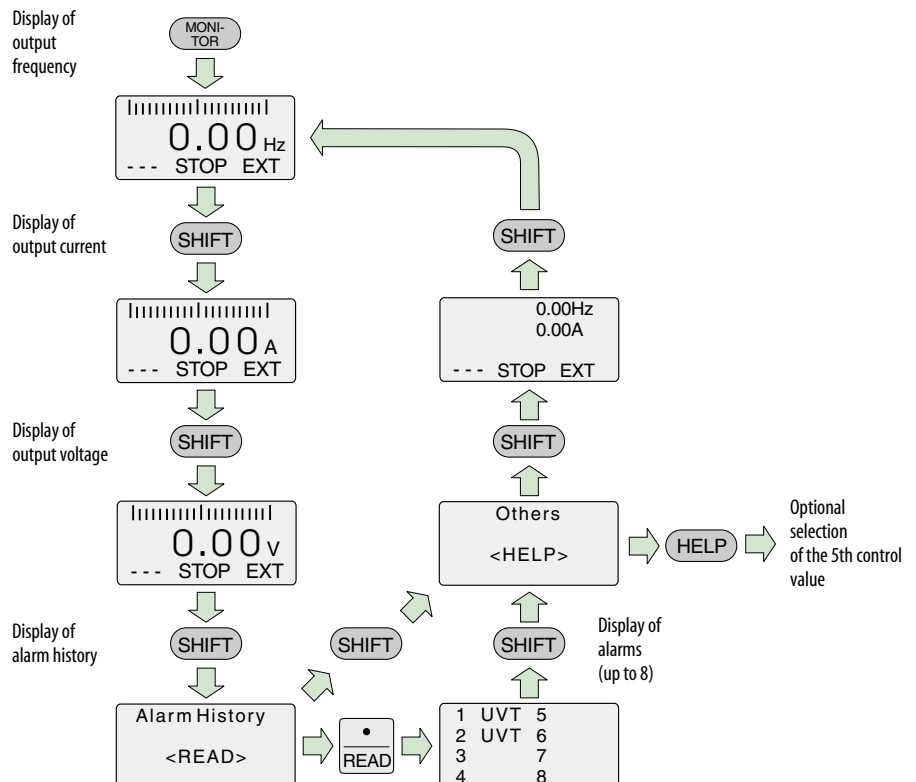 Display of
output
frequency
MONI-
TOR
0.00 Hz
- - - STOP EXT
Display of
output current
SHIFT
0.00 A
- - - STOP EXT
Display of
output voltage
SHIFT
0.00 V
- - - STOP EXT
Display of
alarm history
SHIFT
Alarm History
<READ>
SHIFT
•
READ
1 UVT 5
2 UVT 6
3 7
4 8
SHIFT
Display of
alarms
(up to 8)
Others
<HELP>
HELP
Optional
selection
of the 5th control
value
SHIFT
0.00Hz
0.00A
- - - STOP EXT
SHIFT